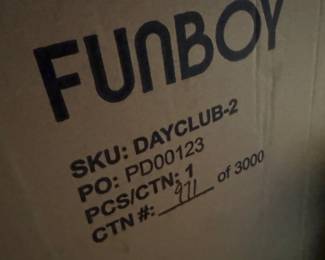 FUNBOY
SKU: DAYCLUB-2
PO: PD00123
PCS/CTN: 1
CTN #: 971 of 3000